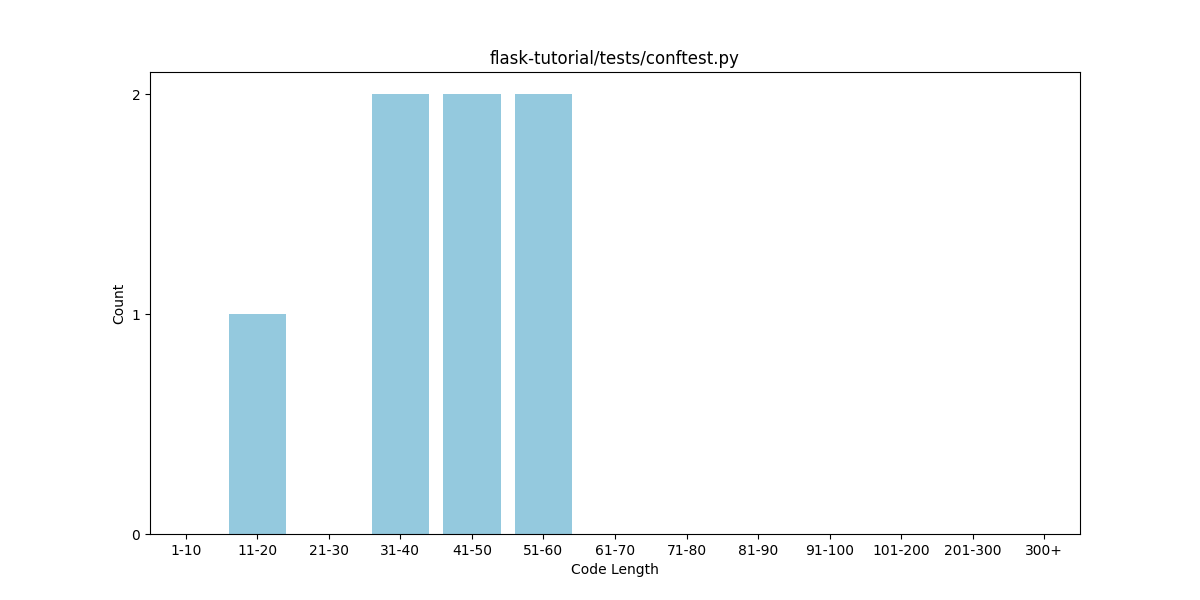 flask-tutorial/tests/conftest.py
2
1
0
Count
1-10 11-20 21-30 31-40 41-50 51-60 61-70 71-80 81-90 91-100 101-200 201-300 300+
Code Length